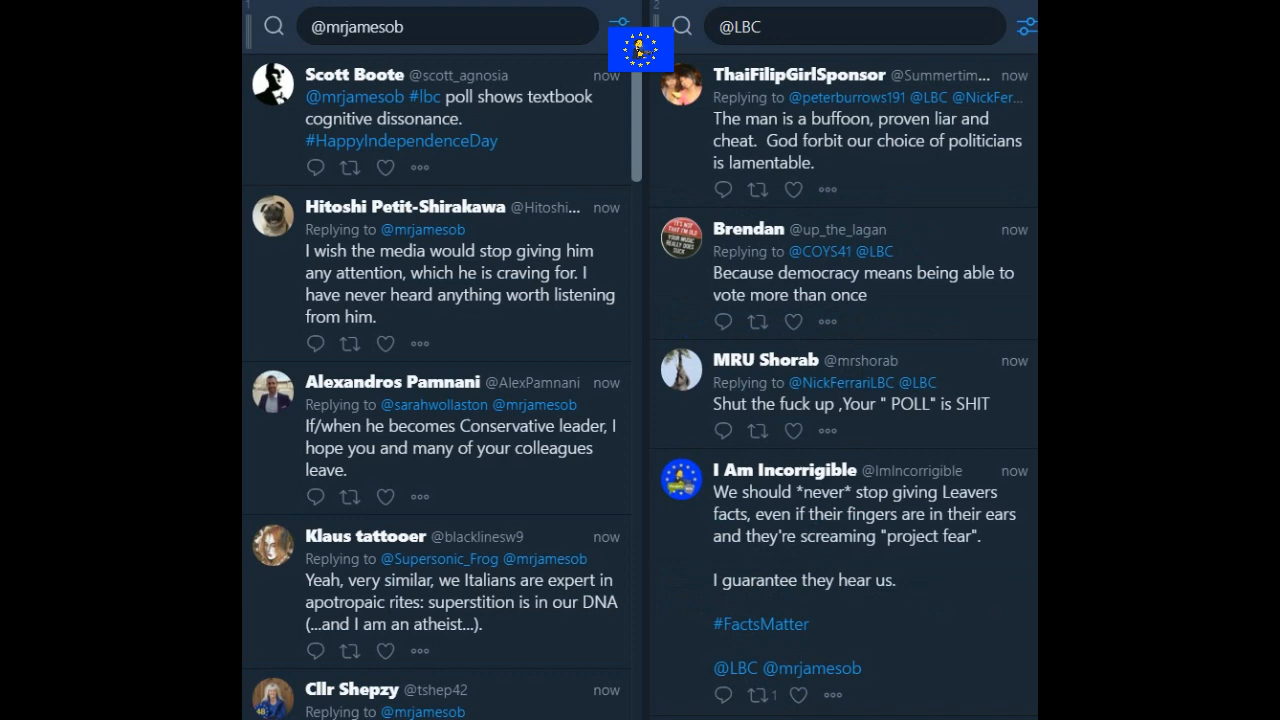 1
@mrjamesob
Scott Boote @scott_agnosia now
@mrjamesob #lbc poll shows textbook
cognitive dissonance.
#HappyIndependenceDay
Hitoshi Petit-Shirakawa @Hitoshi... now
Replying to @mrjamesob
I wish the media would stop giving him
any attention, which he is craving for. I
have never heard anything worth listening
from him.
Alexandros Pamnani @AlexPamnani now
Replying to @sarahwollaston @mrjamesob
If/when he becomes Conservative leader, I
hope you and many of your colleagues
leave.
Klaus tattooer @blacklinesw9 now
Replying to @Supersonic_Frog @mrjamesob
Yeah, very similar, we Italians are expert in
apotropaic rites: superstition is in our DNA
(...and I am an atheist...).
Cllr Shepzy @tshep42 now
Replying to @mrjamesob
2
@LBC
ThaiFilipGirlSponsor @Summertim... now
Replying to @peterburrows191 @LBC @NickFer...
The man is a buffoon, proven liar and
cheat. God forbit our choice of politicians
is lamentable.
Brendan @up_the_lagan now
Replying to @COYS41 @LBC
Because democracy means being able to
vote more than once
MRU Shorab @mrshorab now
Replying to @NickFerrariLBC @LBC
Shut the fuck up ,Your " POLL" is SHIT
I Am Incorrigible @ImIncorrigible now
We should *never* stop giving Leavers
facts, even if their fingers are in their ears
and they're screaming "project fear".
I guarantee they hear us.
#FactsMatter
@LBC @mrjamesob
1